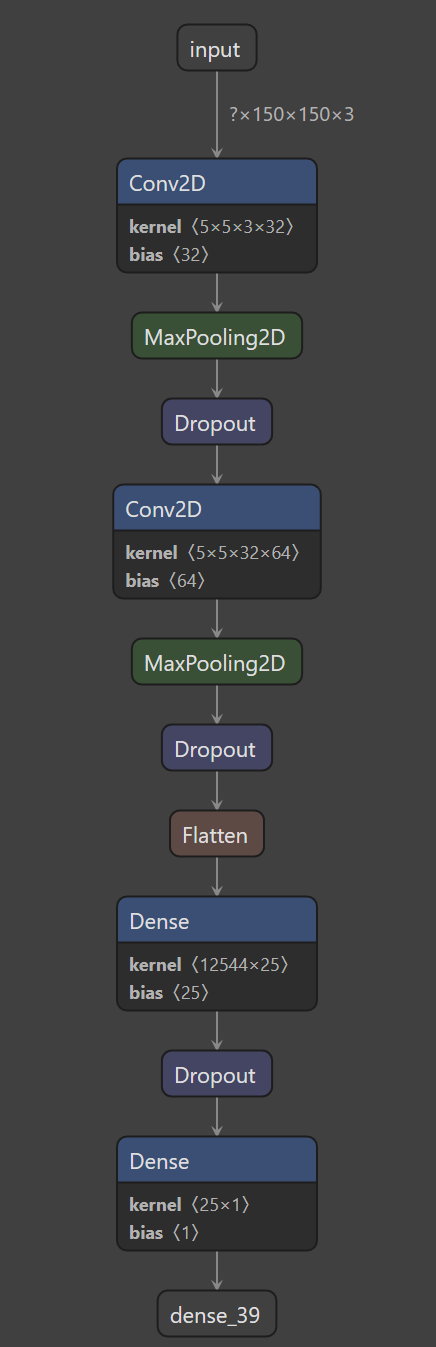 input
?×150×150×3
Conv2D
kernel〈5×5×3×32〉
bias〈32〉
MaxPooling2D
Dropout
Conv2D
kernel〈5×5×32×64〉
bias〈64〉
MaxPooling2D
Dropout
Flatten
Dense
kernel〈12544×25〉
bias〈25〉
Dropout
Dense
kernel〈25×1〉
bias〈1〉
dense_39